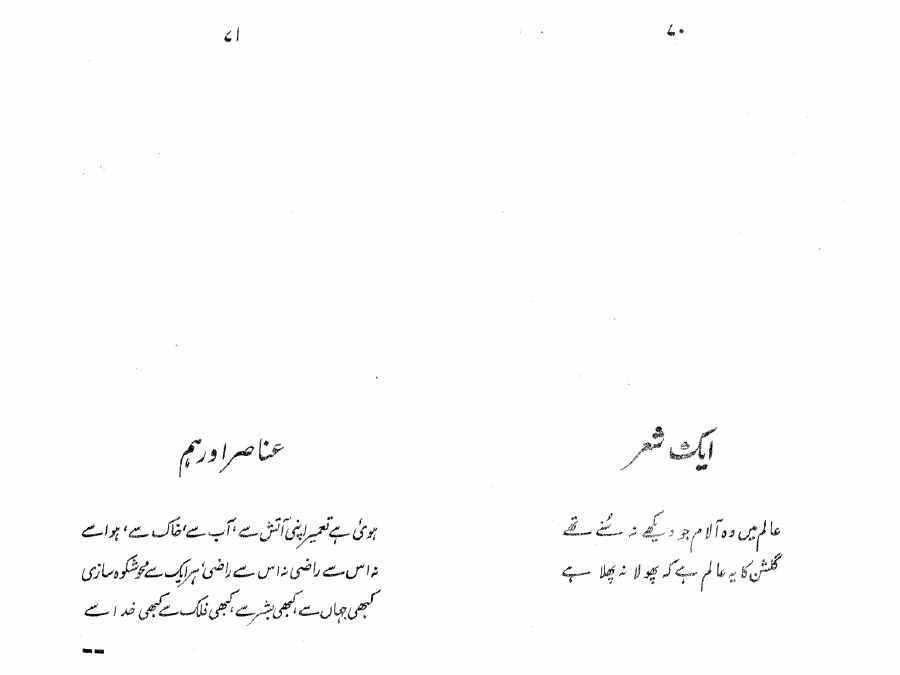 ۷۰
ایک شعر
عالم میں وہ آلام جو دیکھے نہ سُنے تھے
گلشن کا یہ عالم ہے کہ پھولا نہ پھلا ہے
۷۱
عناصر اور ہم
ہوئی ہے تعمیر اپنی آتش سے، آب سے، خاک سے، ہوا سے
نہ اس سے راضی نہ اس سے راضی، ہر ایک سے محوِ شکوہ سازی
کبھی جہاں سے، کبھی بشر سے، کبھی فلک سے کبھی خدا سے